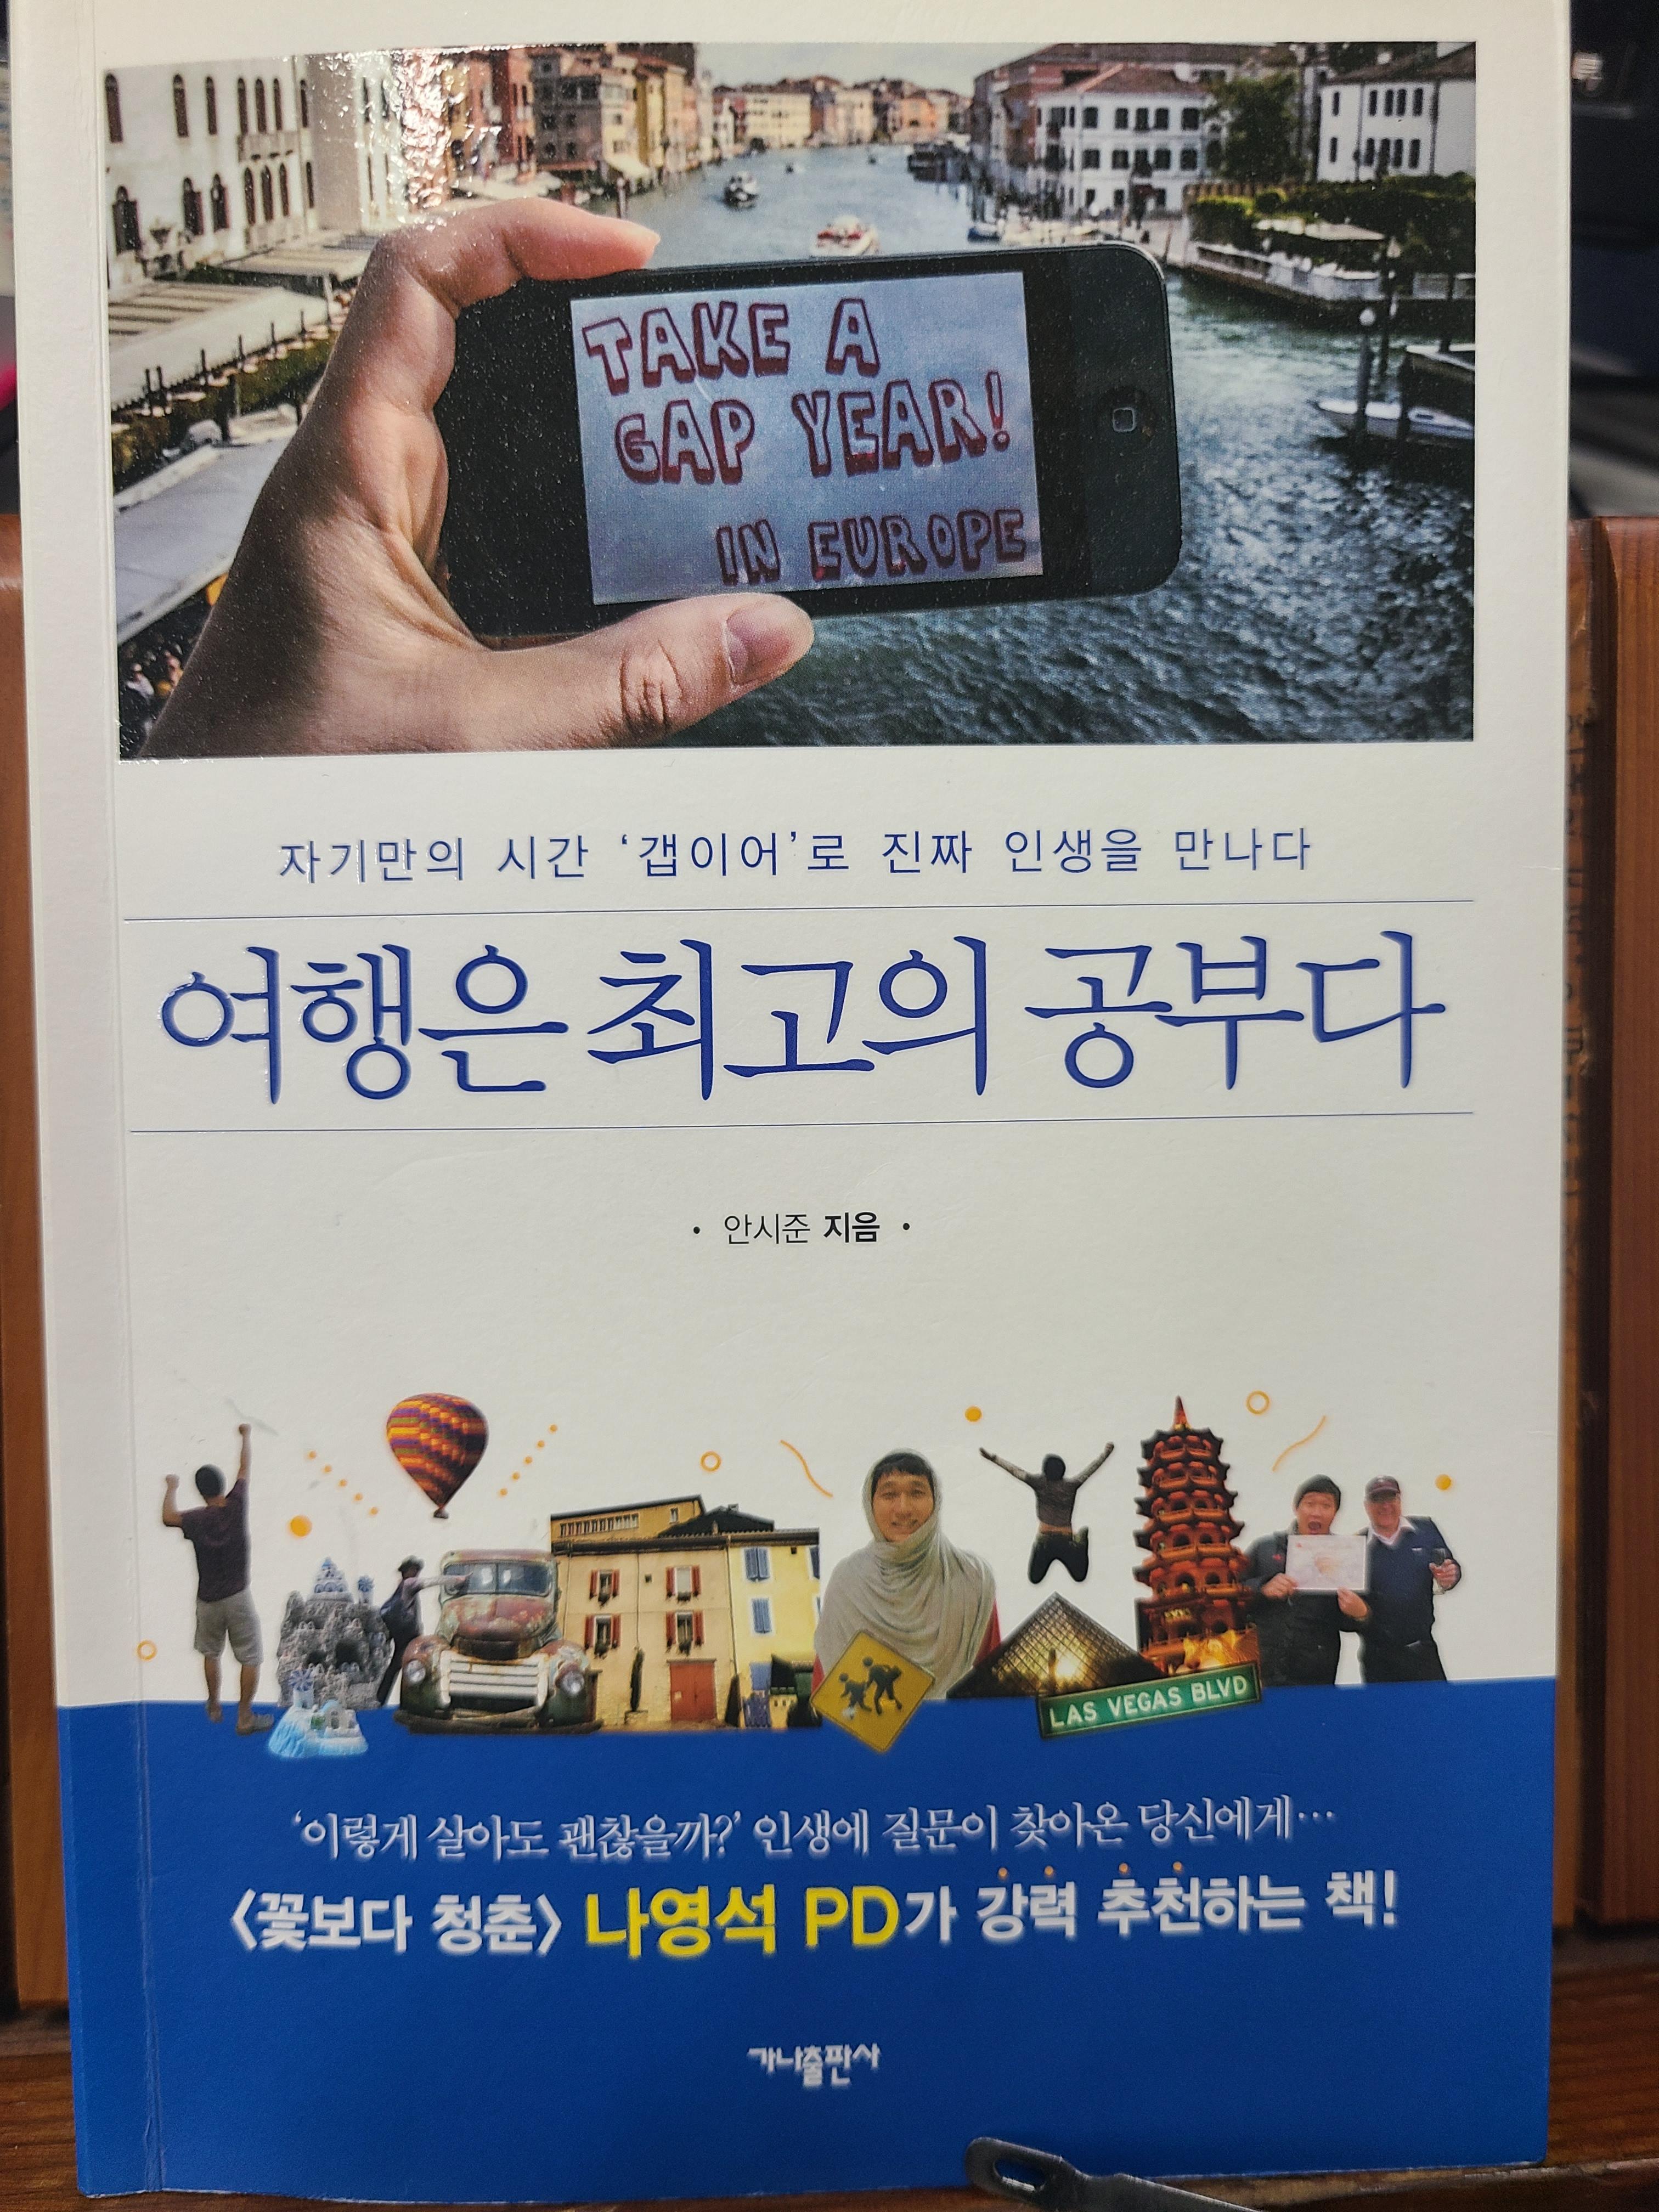 TAKE A
GAP YEAR!
IN EUROPE
자기만의 시간 ‘갭이어’로 진짜 인생을 만나다
여행은 최고의 공부다
• 안시준 지음 •
LAS VEGAS BLVD
‘이렇게 살아도 괜찮을까?’ 인생에 질문이 찾아온 당신에게…
〈꽃보다 청춘〉 나영석 PD가 강력 추천하는 책!
가나출판사